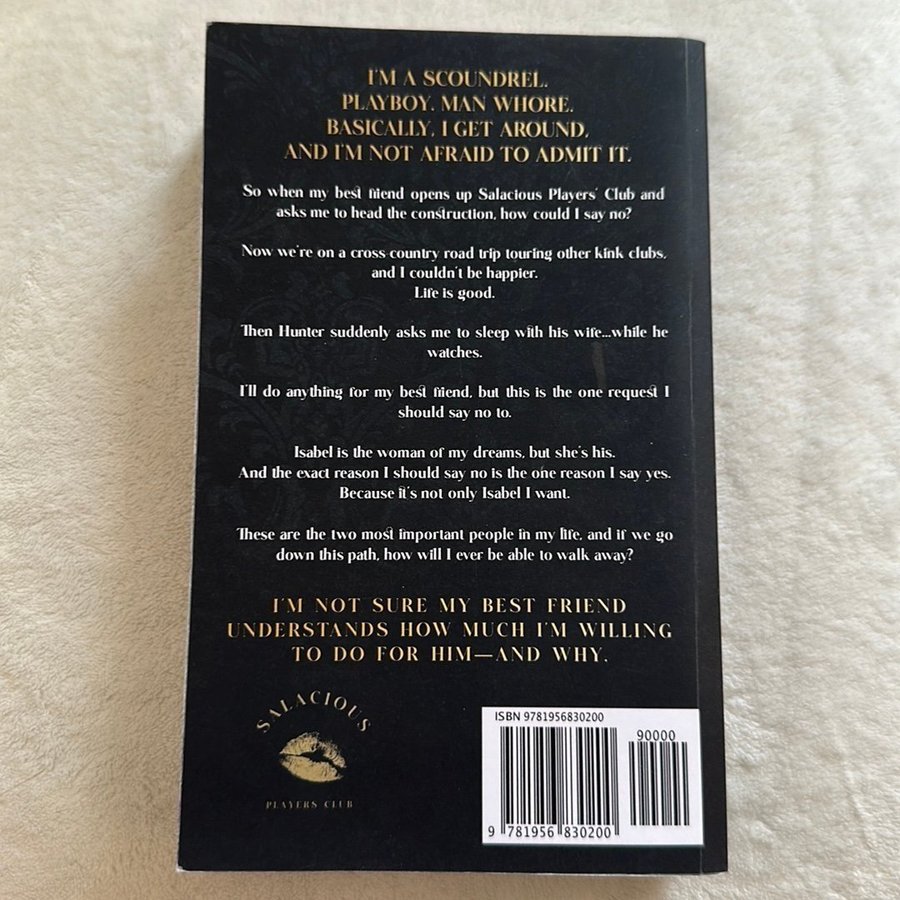 I'M A SCOUNDREL.
PLAYBOY. MAN WHORE.
BASICALLY, I GET AROUND.
AND I'M NOT AFRAID TO ADMIT IT.
So when my best friend opens up Salacious Players' Club and
asks me to head the construction, how could I say no?
Now we're on a cross-country road trip touring other kink clubs,
and I couldn't be happier.
Life is good.
Then Hunter suddenly asks me to sleep with his wife...while he
watches.
I'll do anything for my best friend, but this is the one request I
should say no to.
Isabel is the woman of my dreams, but she's his.
And the exact reason I should say no is the one reason I say yes.
Because it's not only Isabel I want.
These are the two most important people in my life, and if we go
down this path, how will I ever be able to walk away?
I'M NOT SURE MY BEST FRIEND
UNDERSTANDS HOW MUCH I'M WILLING
TO DO FOR HIM—AND WHY.
SALACIOUS
PLAYERS CLUB
ISBN 9781956830200
90000
9 781956 830200